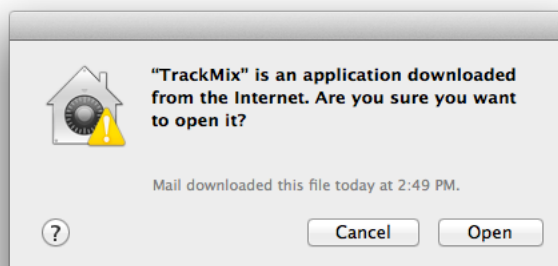 “TrackMix" is an application downloaded
from the Internet. Are you sure you want
to open it?
Mail downloaded this file today at 2:49 PM.
?
Cancel
Open